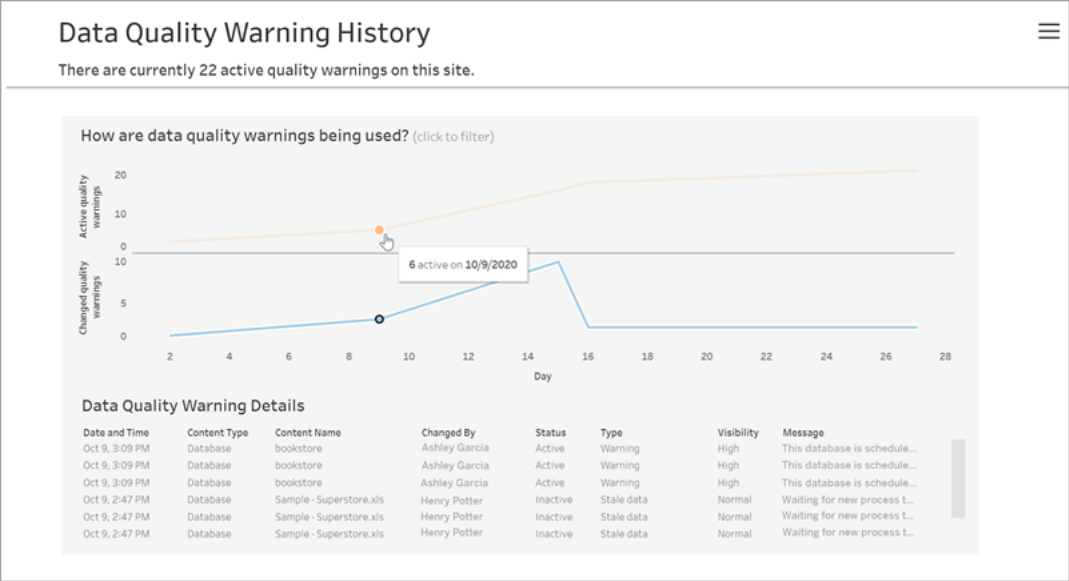 Data Quality Warning History
There are currently 22 active quality warnings on this site.
How are data quality warnings being used? (click to filter)
Active quality
warnings
20
10
0
6 active on 10/9/2020
Changed quality
warnings
10
5
0
2 4 6 8 10 12 14 16 18 20 22 24 26 28
Day
Data Quality Warning Details
Date and Time Content Type Content Name Changed By Status Type Visibility Message
Oct 9, 3:09 PM Database bookstore Ashley Garcia Active Warning High This database is schedule...
Oct 9, 3:09 PM Database bookstore Ashley Garcia Active Warning High This database is schedule...
Oct 9, 3:09 PM Database bookstore Ashley Garcia Active Warning High This database is schedule...
Oct 9, 2:47 PM Database Sample - Superstore.xls Henry Potter Inactive Stale data Normal Waiting for new process t...
Oct 9, 2:47 PM Database Sample - Superstore.xls Henry Potter Inactive Stale data Normal Waiting for new process t...
Oct 9, 2:47 PM Database Sample - Superstore.xls Henry Potter Inactive Stale data Normal Waiting for new process t...